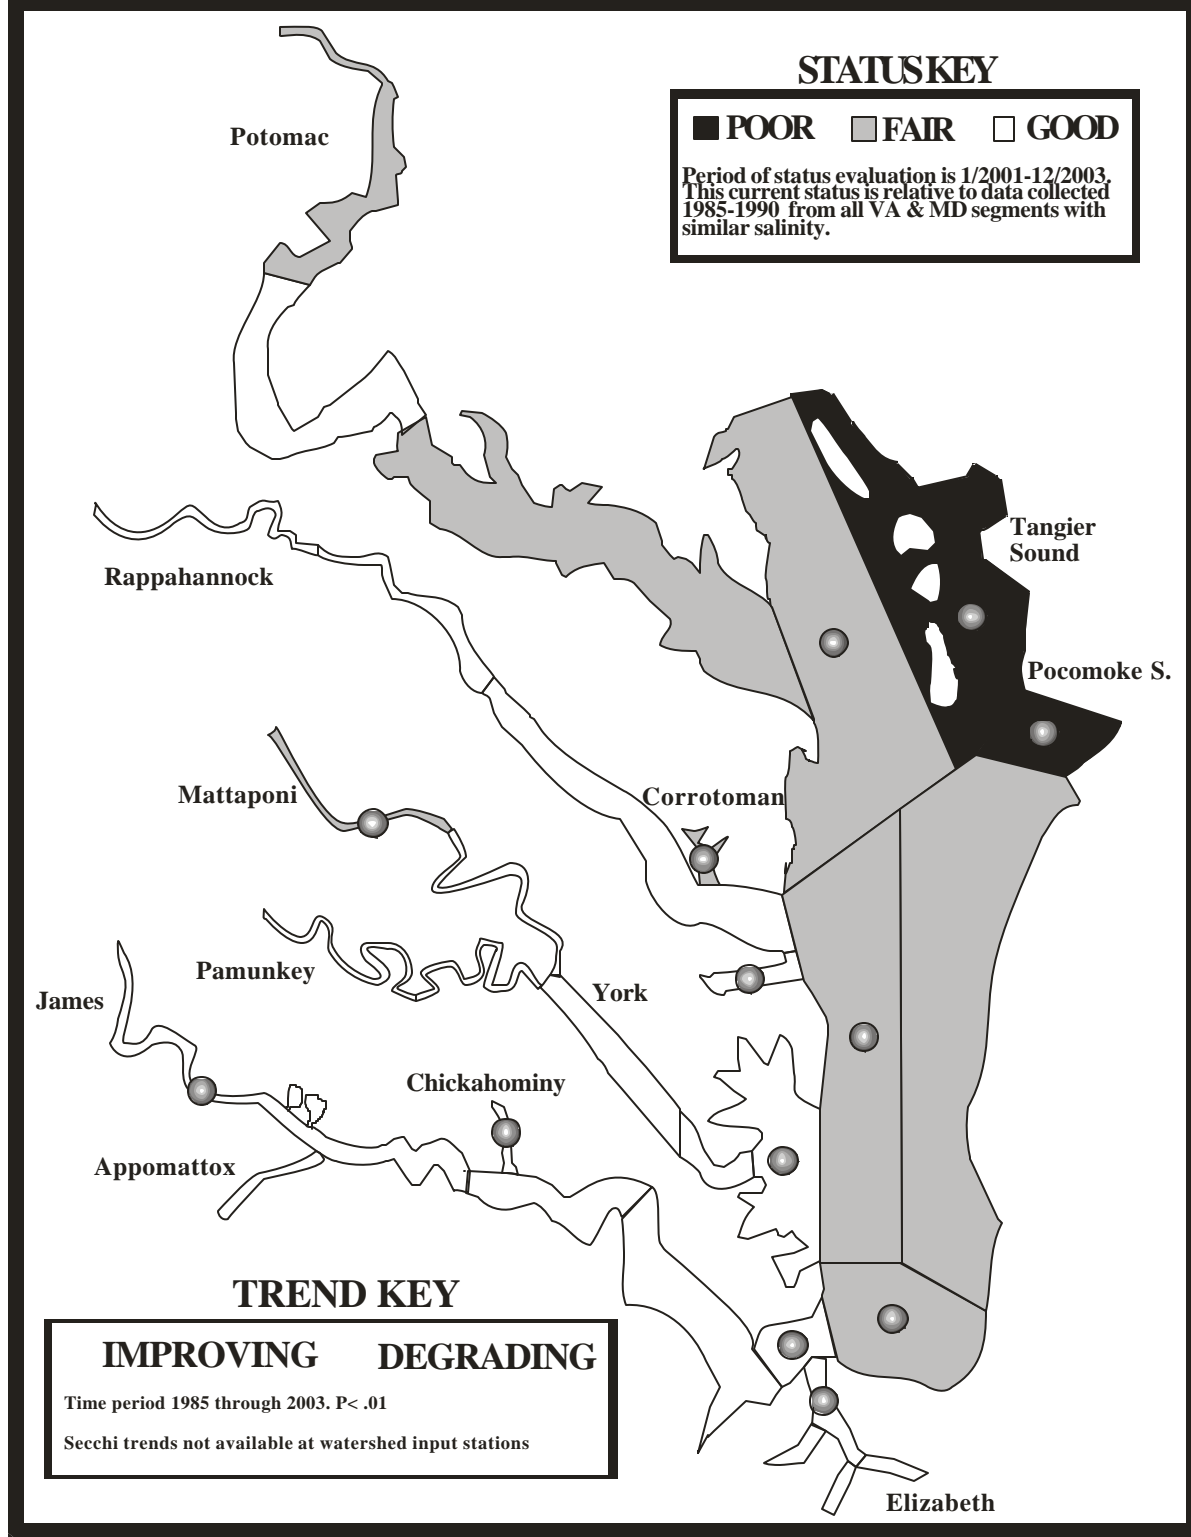 STATUS KEY
POOR FAIR GOOD
Period of status evaluation is 1/2001-12/2003.
This current status is relative to data collected
1985-1990 from all VA & MD segments with
similar salinity.
Potomac
Tangier
Sound
Rappahannock
Pocomoke S.
Mattaponi
Corrotoman
Pamunkey
York
James
Chickahominy
Appomattox
TREND KEY
IMPROVING DEGRADING
Time period 1985 through 2003. P< .01
Secchi trends not available at watershed input stations
Elizabeth